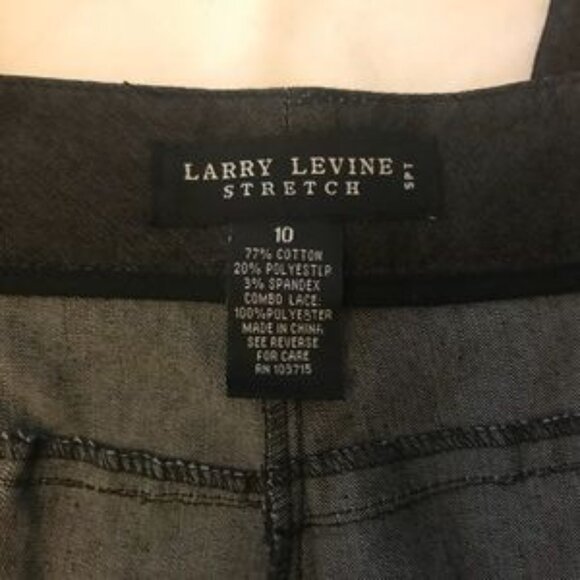 LARRY LEVINE
STRETCH
10
77% COTTON
20% POLYESTER
3% SPANDEX
COMBO LACE:
100%POLYESTER
MADE IN CHINA
SEE REVERSE
FOR CARE
RN 103715